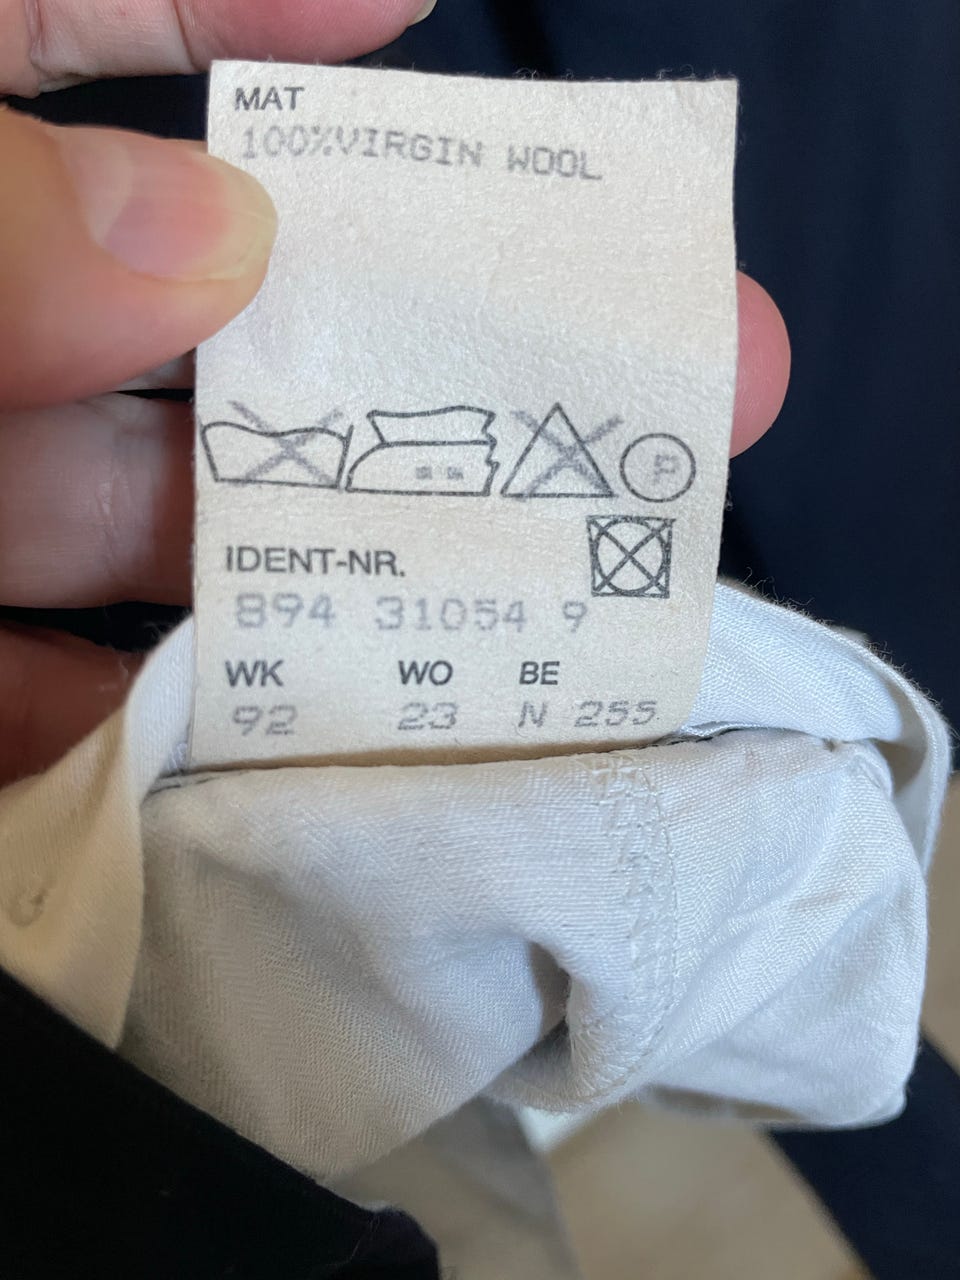 MAT
100%VIRGIN WOOL
P
IDENT-NR.
894 31054 9
WK WO BE
92 23 N 255